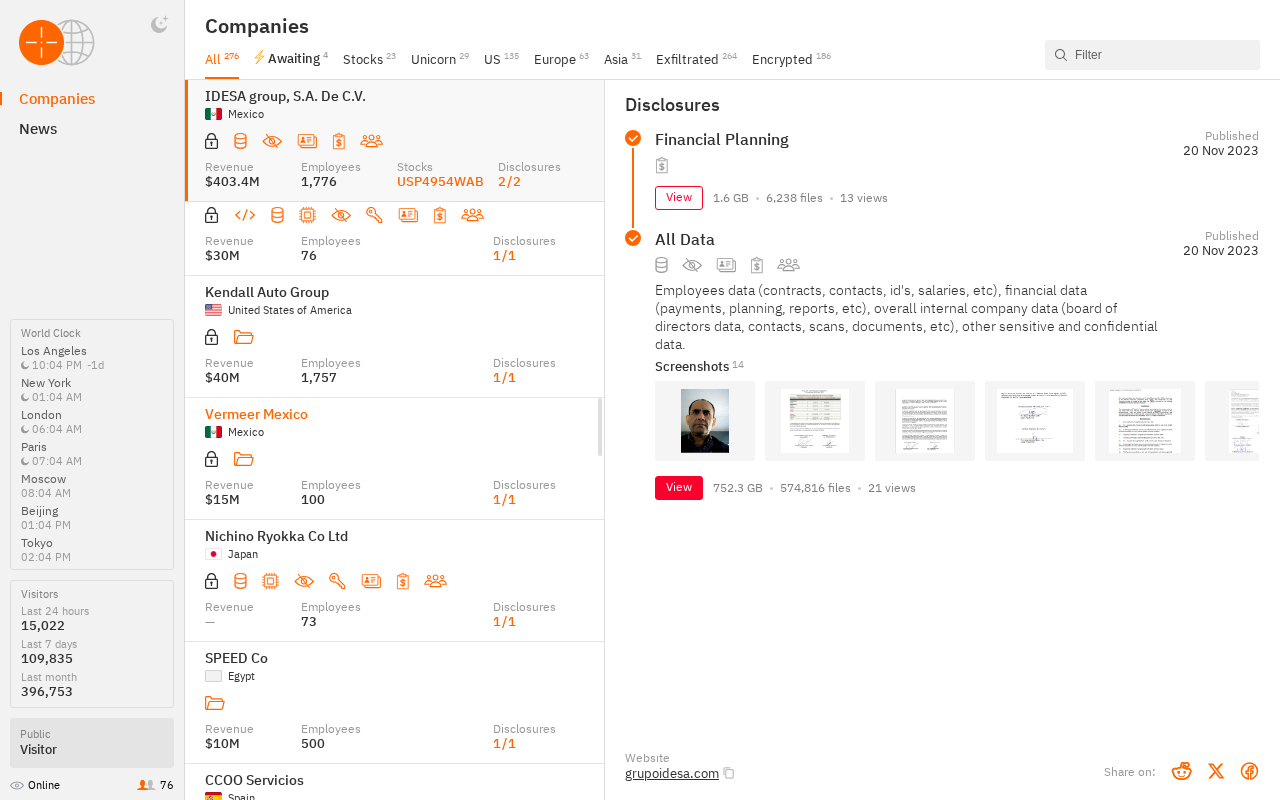 Companies
News
World Clock
Los Angeles
10:04 PM -1d
New York
01:04 AM
London
06:04 AM
Paris
07:04 AM
Moscow
08:04 AM
Beijing
01:04 PM
Tokyo
02:04 PM
Visitors
Last 24 hours
15,022
Last 7 days
109,835
Last month
396,753
Public
Visitor
Online 76
Companies
All 276 Awaiting 4 Stocks 23 Unicorn 29 US 135 Europe 63 Asia 31 Exfiltrated 264 Encrypted 186
Filter
IDESA group, S.A. De C.V.
Mexico
Revenue Employees Stocks Disclosures
$403.4M 1,776 USP4954WAB 2/2
Revenue Employees Disclosures
$30M 76 1/1
Kendall Auto Group
United States of America
Revenue Employees Disclosures
$40M 1,757 1/1
Vermeer Mexico
Mexico
Revenue Employees Disclosures
$15M 100 1/1
Nichino Ryokka Co Ltd
Japan
Revenue Employees Disclosures
— 73 1/1
SPEED Co
Egypt
Revenue Employees Disclosures
$10M 500 1/1
CCOO Servicios
Spain
Disclosures
Financial Planning
Published
20 Nov 2023
View 1.6 GB • 6,238 files • 13 views
All Data
Published
20 Nov 2023
Employees data (contracts, contacts, id's, salaries, etc), financial data
(payments, planning, reports, etc), overall internal company data (board of
directors data, contacts, scans, documents, etc), other sensitive and confidential
data.
Screenshots 14
View 752.3 GB • 574,816 files • 21 views
Website
grupoidesa.com
Share on: